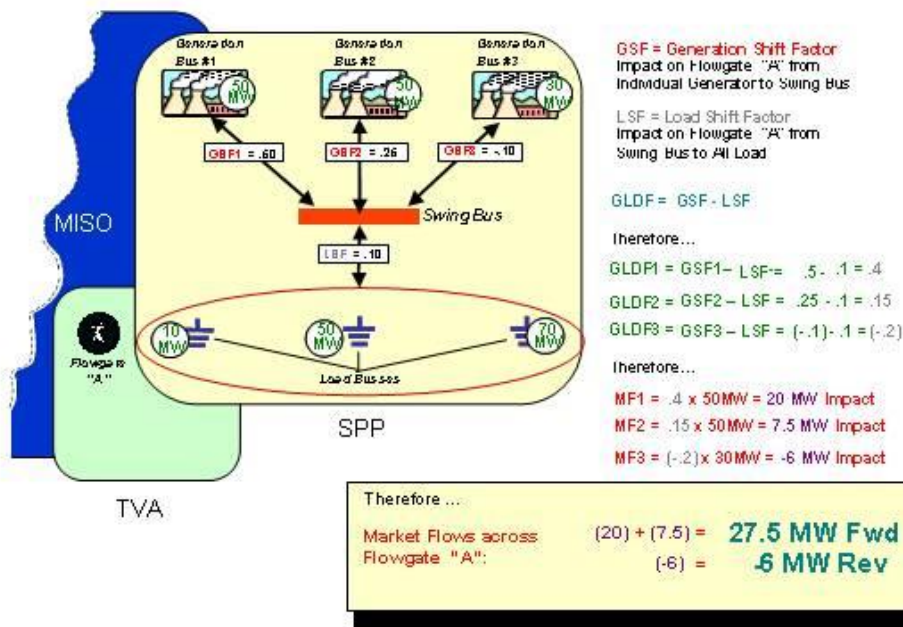 Generation
Bus #1
Generation
Bus #2
Generation
Bus #3
50
MW
50
MW
30
MW
GSF1 = .60
GSF2 = .26
GSF3 = -.10
Swing Bus
LSF = .10
10
MW
50
MW
70
MW
Load Busses
MISO
Flowgate
"A"
SPP
TVA
GSF = Generation Shift Factor
Impact on Flowgate "A" from
Individual Generator to Swing Bus
LSF = Load Shift Factor
Impact on Flowgate "A" from
Swing Bus to All Load
GLDF = GSF - LSF
Therefore...
GLDF1 = GSF1 – LSF = .5 - .1 = .4
GLDF2 = GSF2 – LSF = .25 - .1 = .15
GLDF3 = GSF3 – LSF = (-.1) - .1 = (-.2)
Therefore...
MF1 = .4 x 50MW = 20 MW Impact
MF2 = .15 x 50MW = 7.5 MW Impact
MF3 = (-.2) x 30MW = -6 MW Impact
Therefore ...
Market Flows across
Flowgate "A":
(20) + (7.5) = 27.5 MW Fwd
(-6) = -6 MW Rev